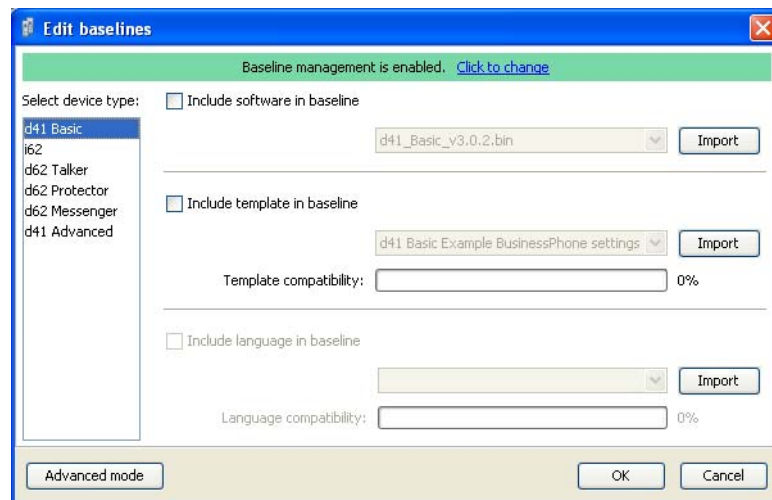 Edit baselines
Baseline management is enabled. Click to change
Select device type:
d41 Basic
i62
d62 Talker
d62 Protector
d62 Messenger
d41 Advanced
Include software in baseline
d41_Basic_v3.0.2.bin
Import
Include template in baseline
d41 Basic Example BusinessPhone settings
Import
Template compatibility:
0%
Include language in baseline
Import
Language compatibility:
0%
Advanced mode
OK
Cancel